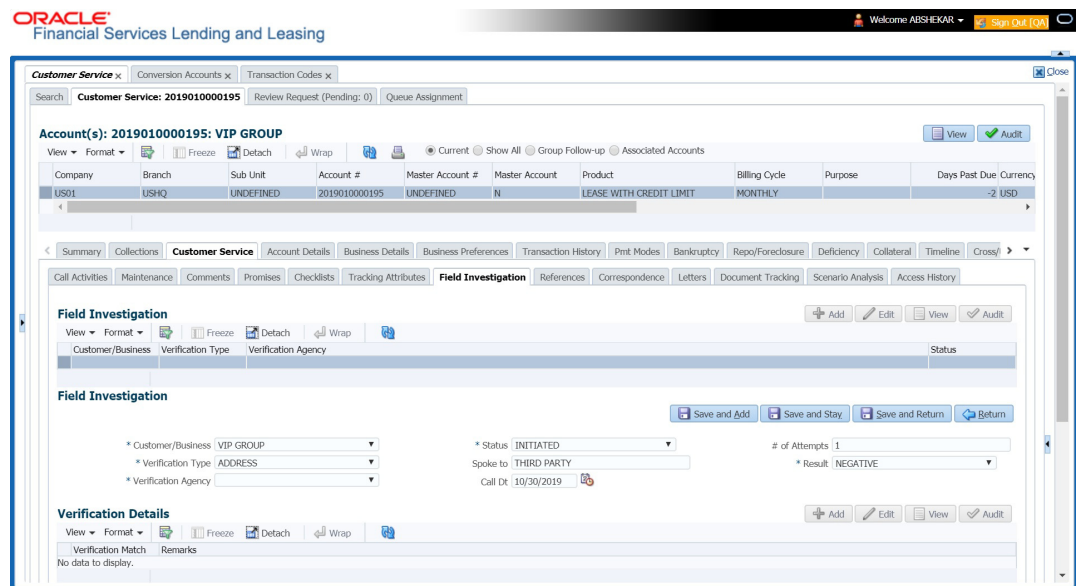 ORACLE®
Financial Services Lending and Leasing
Welcome ABSHEKAR Sign Out [QA]
Customer Service x Conversion Accounts x Transaction Codes x Close
Search Customer Service: 2019010000195 Review Request (Pending: 0) Queue Assignment
Account(s): 2019010000195: VIP GROUP View Audit
View Format Freeze Detach Wrap Current Show All Group Follow-up Associated Accounts
Company Branch Sub Unit Account # Master Account # Master Account Product Billing Cycle Purpose Days Past Due Currency
US01 USHQ UNDEFINED 2019010000195 UNDEFINED N LEASE WITH CREDIT LIMIT MONTHLY -2 USD
Summary Collections Customer Service Account Details Business Details Business Preferences Transaction History Pmt Modes Bankruptcy Repo/Foreclosure Deficiency Collateral Timeline Cross/
Call Activities Maintenance Comments Promises Checklists Tracking Attributes Field Investigation References Correspondence Letters Document Tracking Scenario Analysis Access History
Field Investigation Add Edit View Audit
View Format Freeze Detach Wrap
Customer/Business Verification Type Verification Agency Status
Field Investigation
Save and Add Save and Stay Save and Return Return
* Customer/Business VIP GROUP * Status INITIATED # of Attempts 1
* Verification Type ADDRESS Spoke to THIRD PARTY * Result NEGATIVE
* Verification Agency Call Dt 10/30/2019
Verification Details Add Edit View Audit
View Format Freeze Detach Wrap
Verification Match Remarks
No data to display.